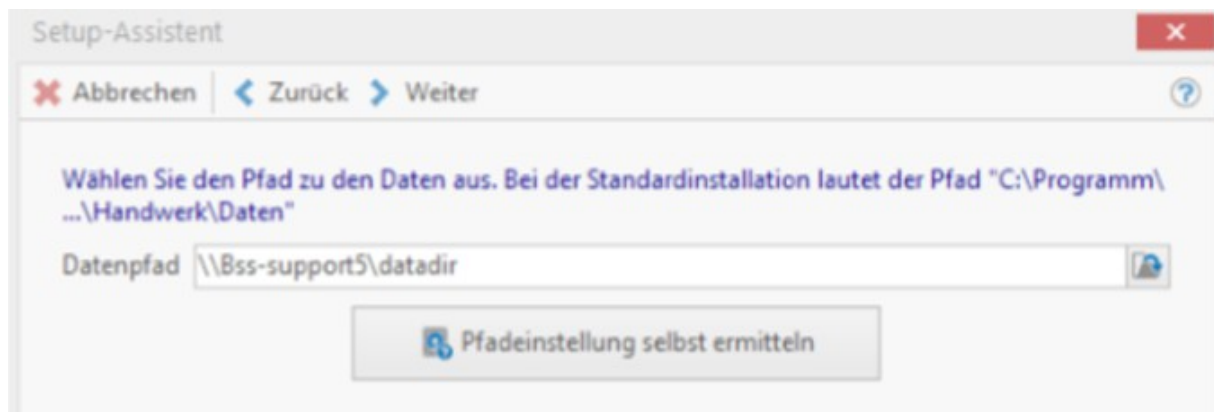 Setup-Assistent
Abbrechen Zurück Weiter
Wählen Sie den Pfad zu den Daten aus. Bei der Standardinstallation lautet der Pfad "C:\Programm\
...\Handwerk\Daten"
Datenpfad \\Bss-support5\datadir
Pfadeinstellung selbst ermitteln